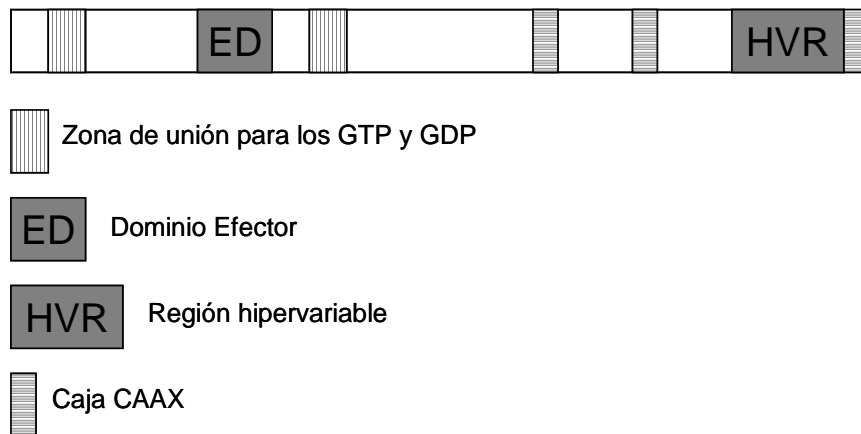 ED HVR
Zona de unión para los GTP y GDP
ED Dominio Efector
HVR Región hipervariable
Caja CAAX